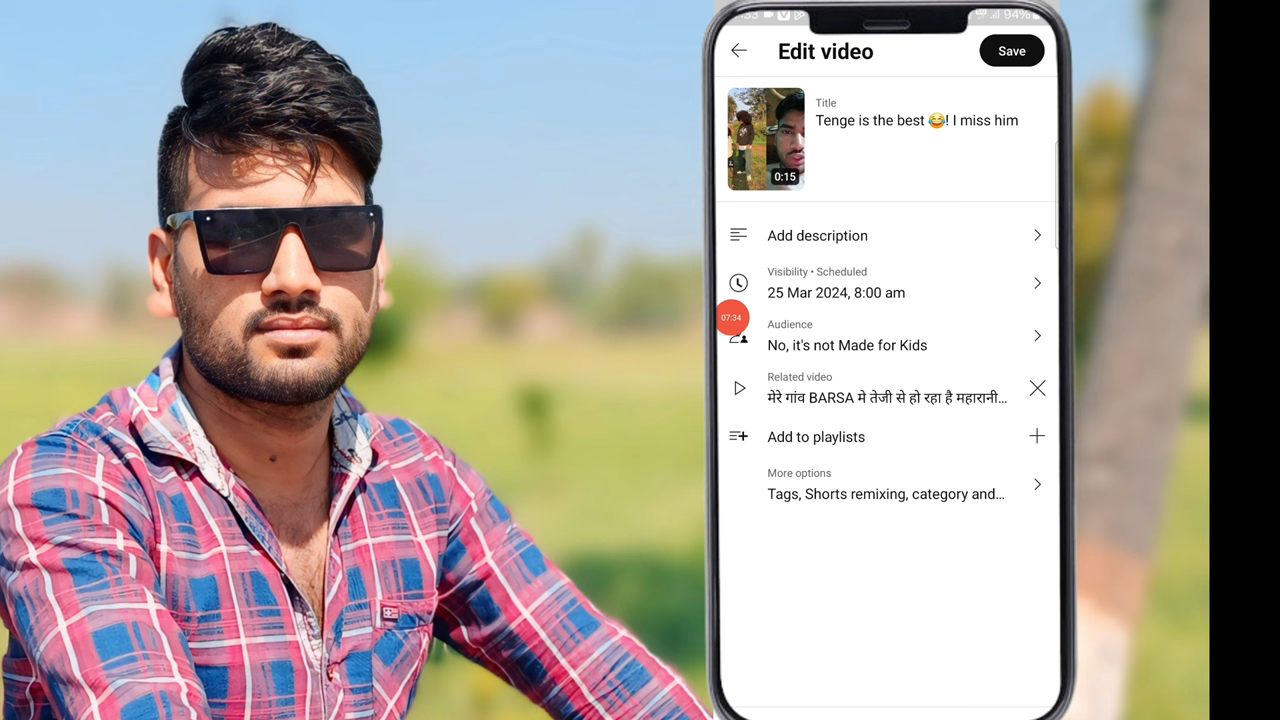 94%
Edit video
Save
Title
Tenge is the best 😂! I miss him
0:15
Add description
Visibility • Scheduled
25 Mar 2024, 8:00 am
07:34
Audience
No, it's not Made for Kids
Related video
मेरे गांव BARSA मे तेजी से हो रहा है महारानी...
Add to playlists
More options
Tags, Shorts remixing, category and...